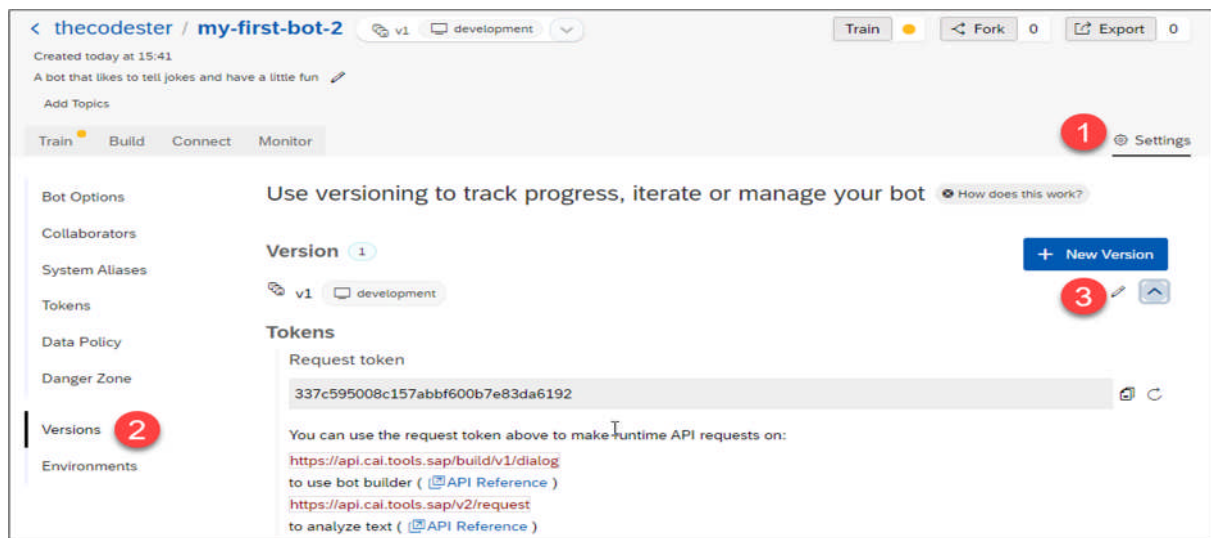 < thecodester / my-first-bot-2 v1 development
Train Fork 0 Export 0
Created today at 15:41
A bot that likes to tell jokes and have a little fun
Add Topics
Train Build Connect Monitor 1 Settings
Bot Options
Collaborators
System Aliases
Tokens
Data Policy
Danger Zone
Versions 2
Environments
Use versioning to track progress, iterate or manage your bot How does this work?
Version 1
+ New Version
v1 development 3
Tokens
Request token
337c595008c157abbf600b7e83da6192
You can use the request token above to make runtime API requests on:
https://api.cai.tools.sap/build/v1/dialog
to use bot builder ( API Reference )
https://api.cai.tools.sap/v2/request
to analyze text ( API Reference )